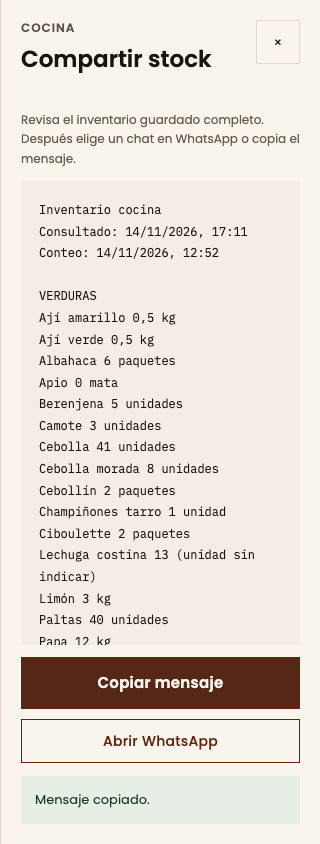 COCINA
Compartir stock
×
Revisa el inventario guardado completo.
Después elige un chat en WhatsApp o copia el
mensaje.
Inventario cocina
Consultado: 14/11/2026, 17:11
Conteo: 14/11/2026, 12:52
VERDURAS
Ají amarillo 0,5 kg
Ají verde 0,5 kg
Albahaca 6 paquetes
Apio 0 mata
Berenjena 5 unidades
Camote 3 unidades
Cebolla 41 unidades
Cebolla morada 8 unidades
Cebollín 2 paquetes
Champiñones tarro 1 unidad
Ciboulette 2 paquetes
Lechuga costina 13 (unidad sin
indicar)
Limón 3 kg
Paltas 40 unidades
Papa 12 kg
Copiar mensaje
Abrir WhatsApp
Mensaje copiado.